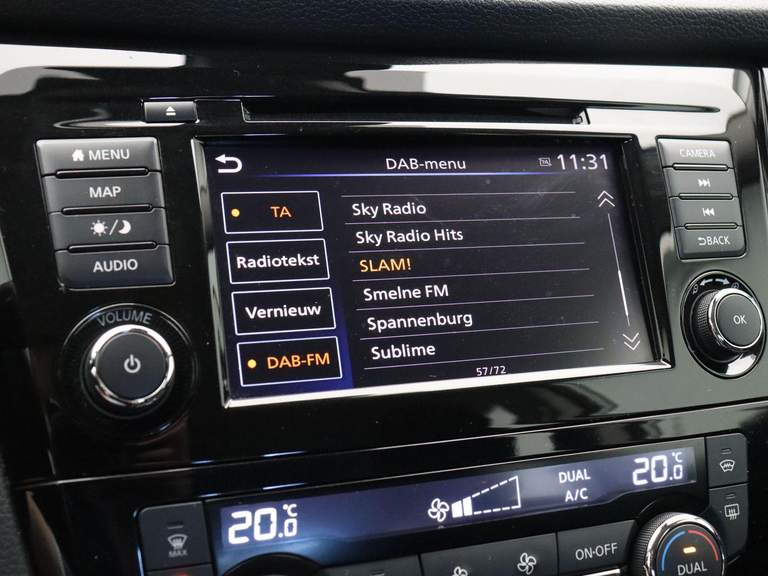 MENU
MAP
AUDIO
VOLUME
DAB-menu
TA 11:31
TA
Radiotekst
Vernieuw
DAB-FM
Sky Radio
Sky Radio Hits
SLAM!
Smelne FM
Spannenburg
Sublime
57/72
CAMERA
BACK
OK
20.0 °C
DUAL
A/C
20.0 °C
MAX
ON·OFF
DUAL